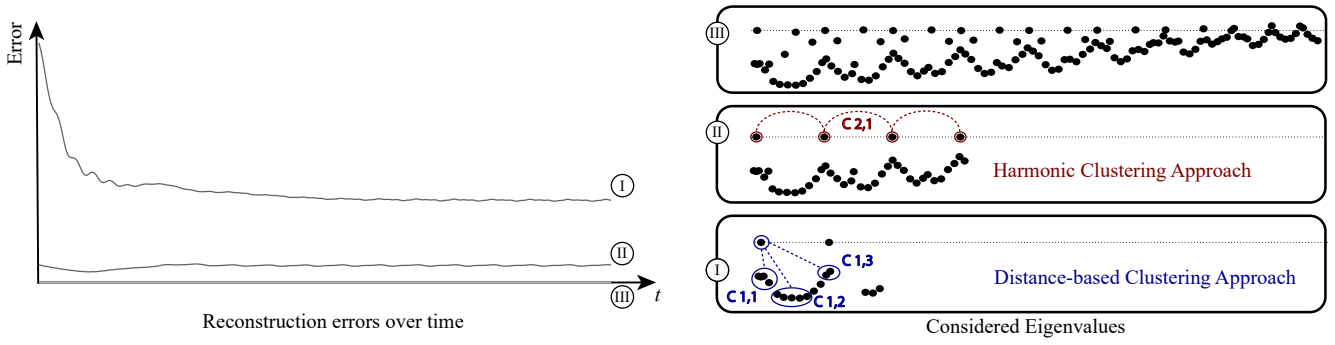 Error
I
II
III
t
Reconstruction errors over time
III
II
C 2,1
Harmonic Clustering Approach
I
C 1,3
C 1,1
C 1,2
Distance-based Clustering Approach
Considered Eigenvalues